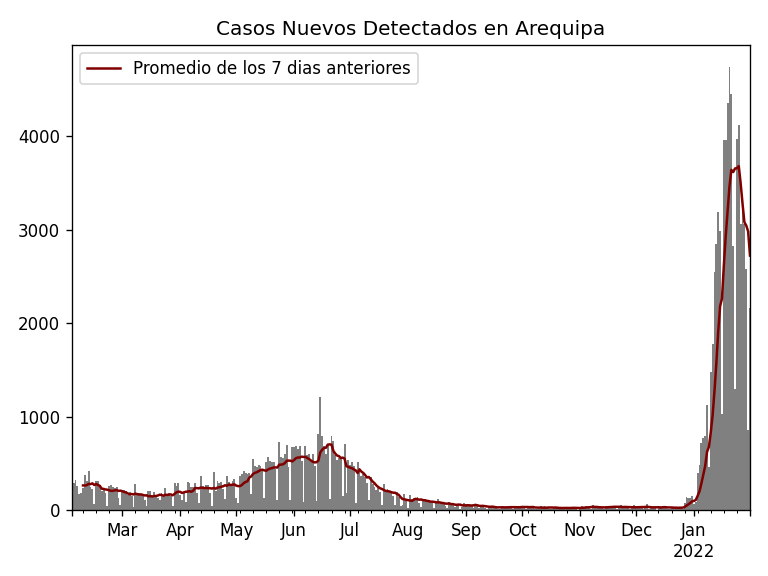 Casos Nuevos Detectados en Arequipa
Promedio de los 7 dias anteriores
4000
3000
2000
1000
0
Mar Apr May Jun Jul Aug Sep Oct Nov Dec Jan
2022